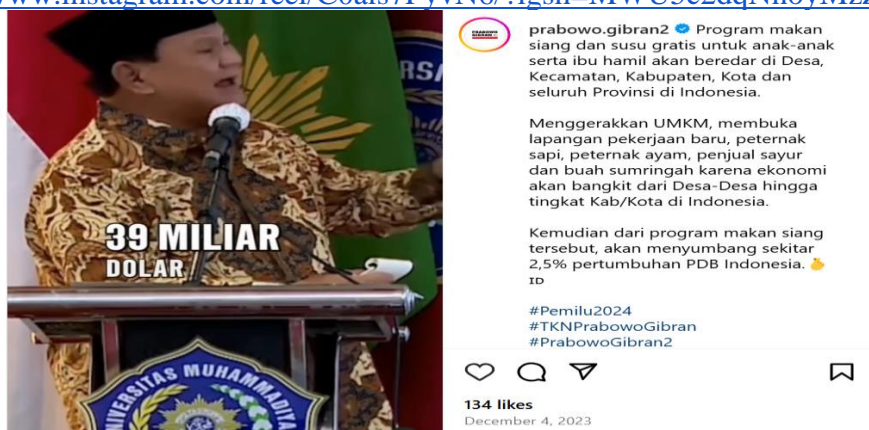 prabowo.gibran2 Program makan
siang dan susu gratis untuk anak-anak
serta ibu hamil akan beredar di Desa,
Kecamatan, Kabupaten, Kota dan
seluruh Provinsi di Indonesia.
Menggerakkan UMKM, membuka
lapangan pekerjaan baru, peternak
sapi, peternak ayam, penjual sayur
dan buah sumringah karena ekonomi
akan bangkit dari Desa-Desa hingga
tingkat Kab/Kota di Indonesia.
Kemudian dari program makan siang
tersebut, akan menyumbang sekitar
2,5% pertumbuhan PDB Indonesia.
ID
#Pemilu2024
#TKNPrabowoGibran
#PrabowoGibran2
134 likes
December 4, 2023
39 MILIAR
DOLAR
RS
ERSITAS MUHAMMADIYA